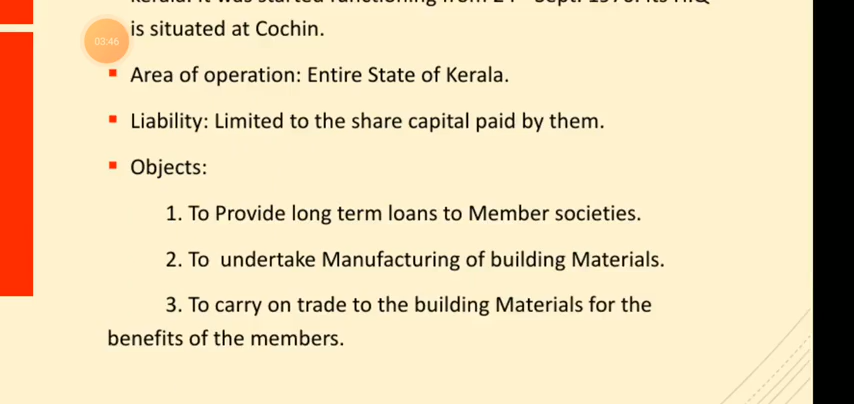 is situated at Cochin.
03:46
▪ Area of operation: Entire State of Kerala.
▪ Liability: Limited to the share capital paid by them.
▪ Objects:
1. To Provide long term loans to Member societies.
2. To  undertake Manufacturing of building Materials.
3. To carry on trade to the building Materials for the
benefits of the members.